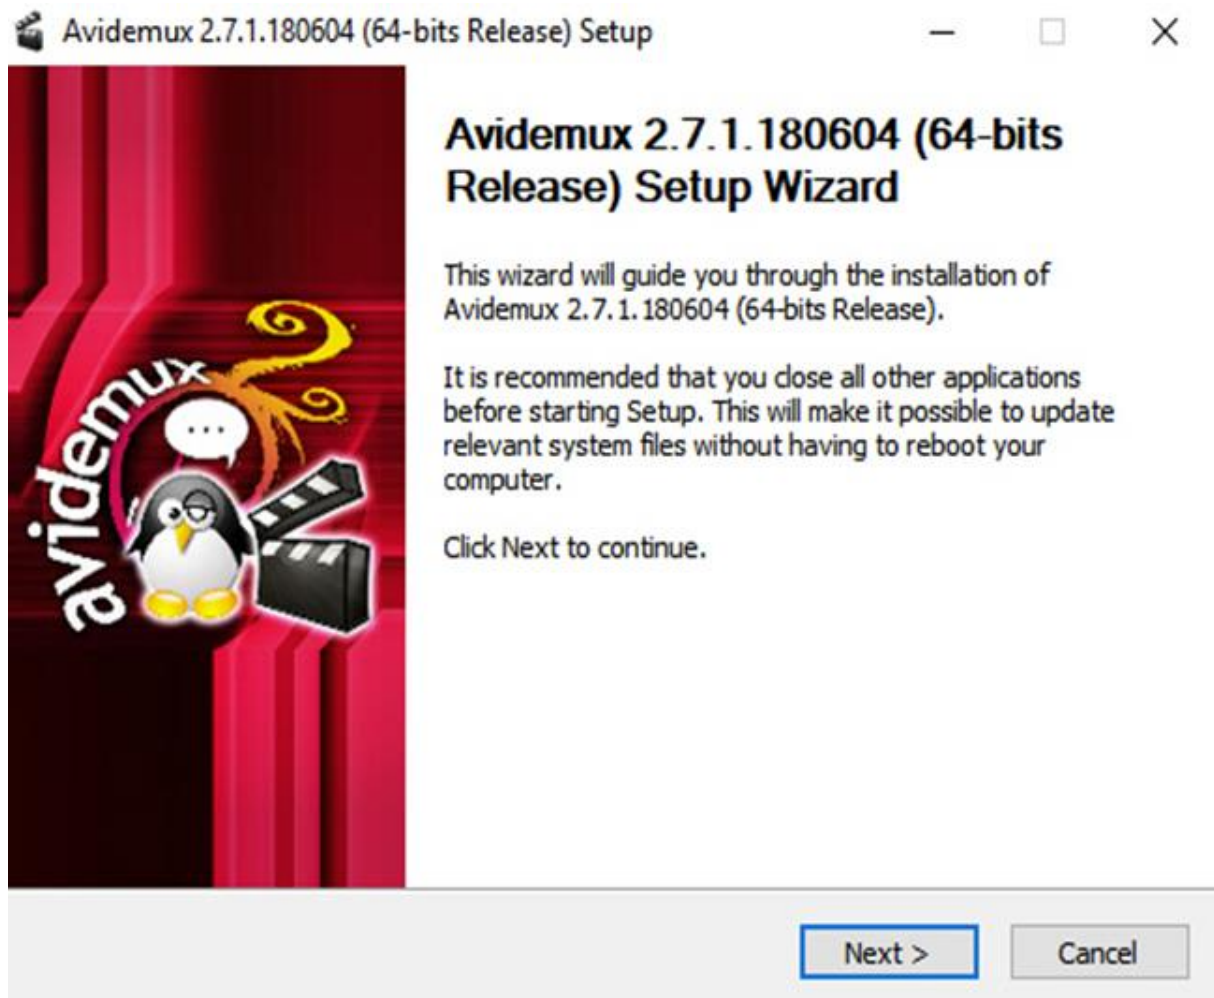 Avidemux 2.7.1.180604 (64-bits Release) Setup
Avidemux 2.7.1.180604 (64-bits
Release) Setup Wizard
This wizard will guide you through the installation of
Avidemux 2.7.1.180604 (64-bits Release).
It is recommended that you close all other applications
before starting Setup. This will make it possible to update
relevant system files without having to reboot your
computer.
Click Next to continue.
avidemux
...
Next >
Cancel